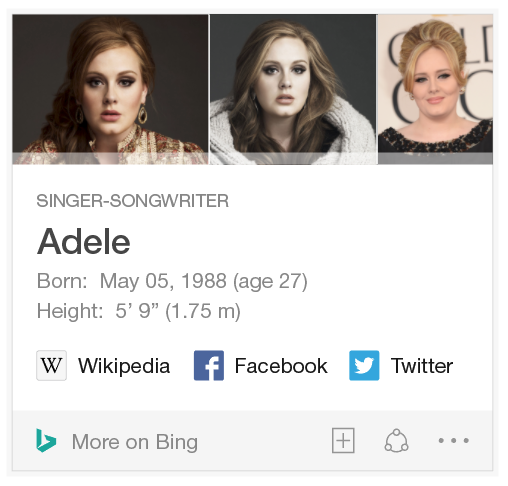 SINGER-SONGWRITER
Adele
Born: May 05, 1988 (age 27)
Height: 5’ 9” (1.75 m)
W Wikipedia f Facebook Twitter
More on Bing